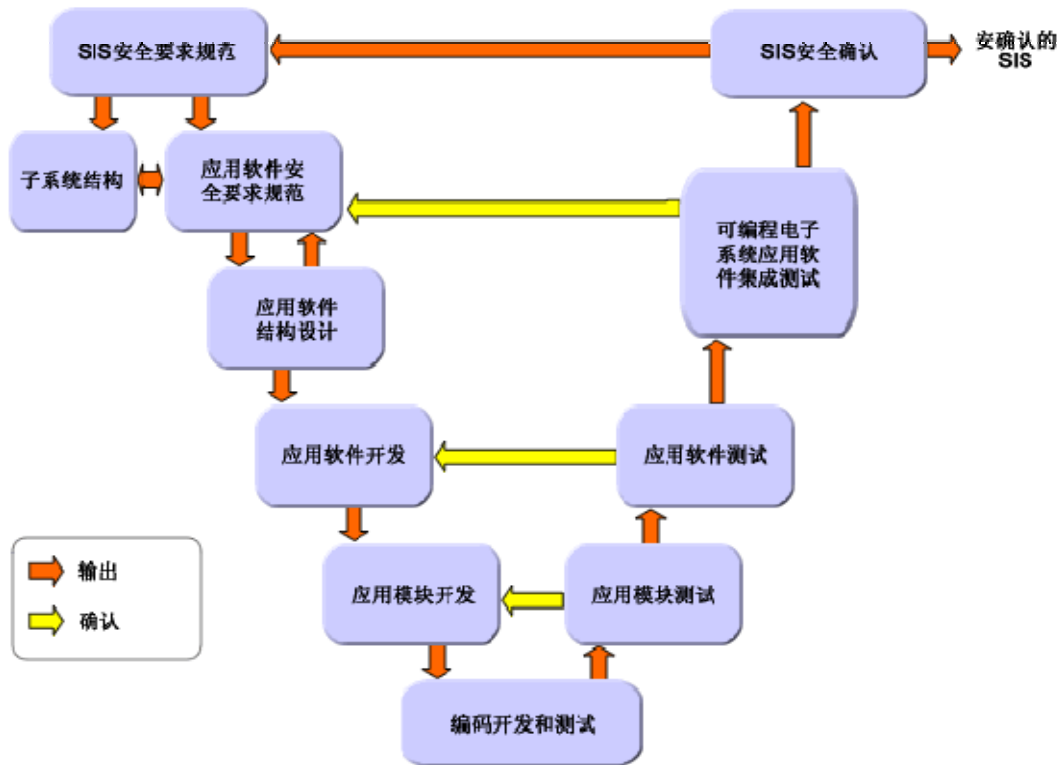 SIS安全要求规范
SIS安全确认
安确认的
SIS
子系统结构
应用软件安
全要求规范
可编程电子
系统应用软
件集成测试
应用软件
结构设计
应用软件开发
应用软件测试
输出
确认
应用模块开发
应用模块测试
编码开发和测试